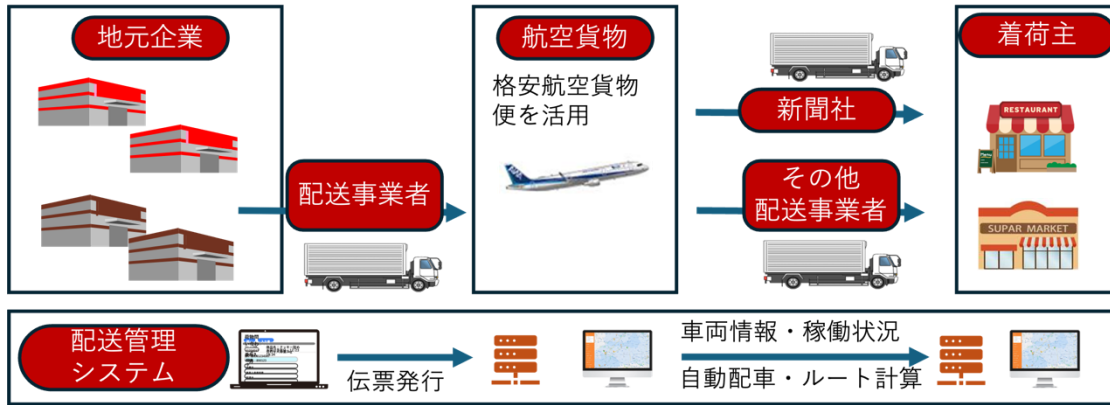 地元企業
配送事業者
航空貨物
格安航空貨物
便を活用
ANA
新聞社
その他
配送事業者
着荷主
RESTAURANT
SUPAR MARKET
配送管理
システム
伝票発行
車両情報・稼働状況
自動配車・ルート計算